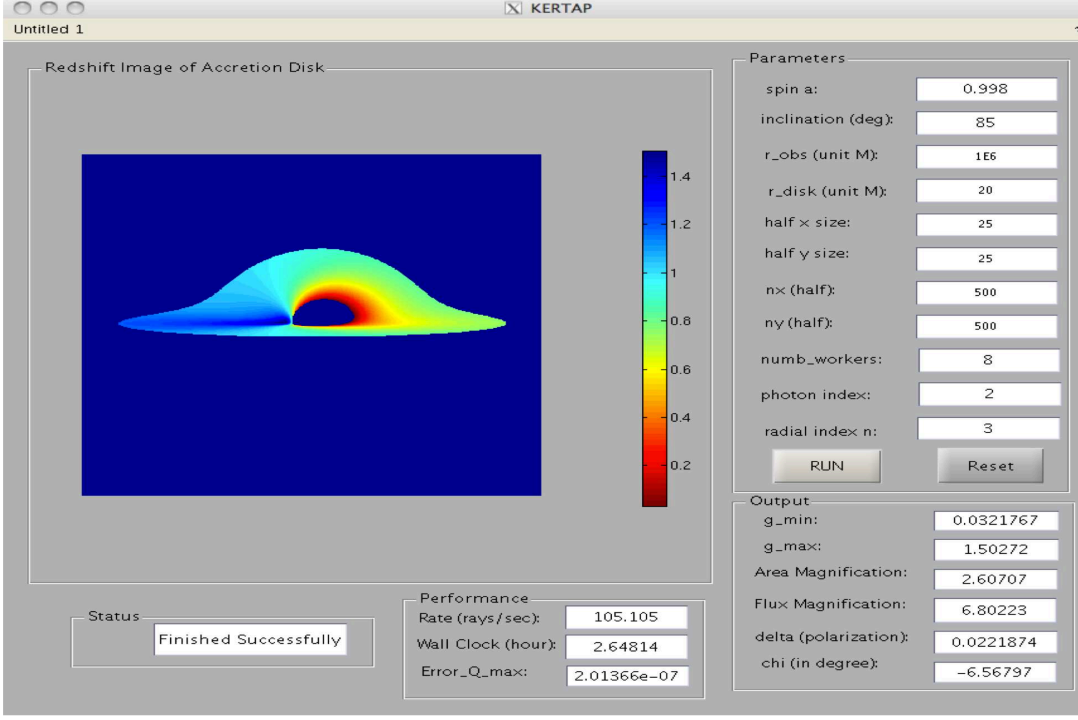 KERTAP
Untitled 1
Redshift Image of Accretion Disk
1.4
1.2
1
0.8
0.6
0.4
0.2
Status
Finished Successfully
Performance
Rate (rays/sec): 105.105
Wall Clock (hour): 2.64814
Error_Q_max: 2.01366e-07
Parameters
spin a: 0.998
inclination (deg): 85
r_obs (unit M): 1E6
r_disk (unit M): 20
half x size: 25
half y size: 25
nx (half): 500
ny (half): 500
numb_workers: 8
photon index: 2
radial index n: 3
RUN Reset
Output
g_min: 0.0321767
g_max: 1.50272
Area Magnification: 2.60707
Flux Magnification: 6.80223
delta (polarization): 0.0221874
chi (in degree): -6.56797